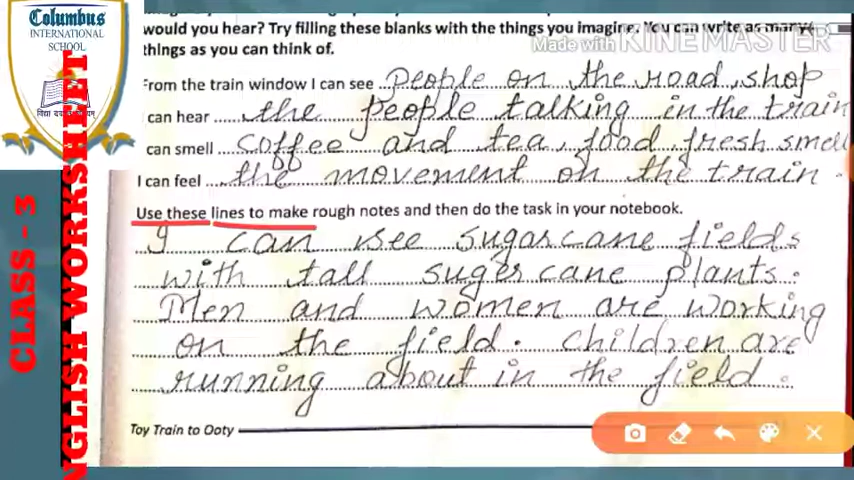 Columbus
INTERNATIONAL
SCHOOL
विद्या
CLASS - 3
ENGLISH WORKSHEET
Made with KINEMASTER
would you hear? Try filling these blanks with the things you imagine. You can write as many
things as you can think of.
From the train window I can see people on the road, shop
can hear the people talking in the train
can smell coffee and tea, food, fresh smell
I can feel the movement on the train.
Use these lines to make rough notes and then do the task in your notebook.
I can see sugarcane fields
with tall sugercane plants.
Men and women are working
on the field. children are
running about in the field.
Toy Train to Ooty